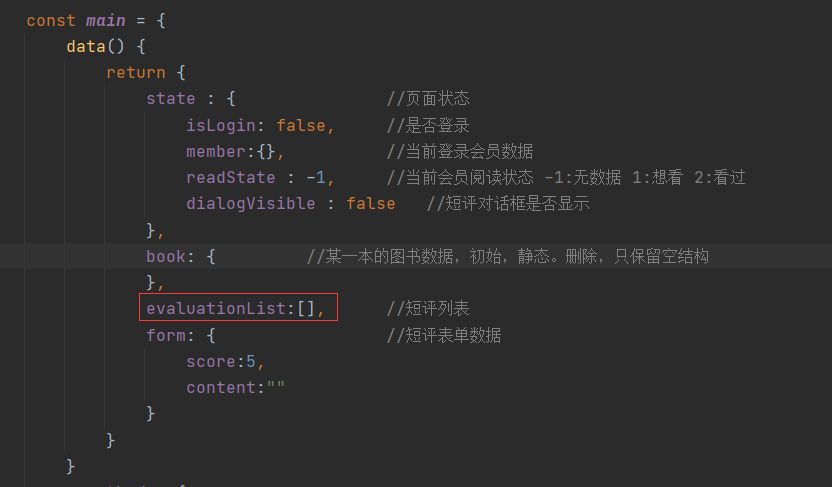 const main = {
data() {
return {
state : { //页面状态
isLogin: false, //是否登录
member:{}, //当前登录会员数据
readState : -1, //当前会员阅读状态 -1:无数据 1:想看 2:看过
dialogVisible : false //短评对话框是否显示
},
book: { //某一本的图书数据，初始，静态。删除，只保留空结构
},
evaluationList:[], //短评列表
form: { //短评表单数据
score:5,
content:""
}
}
}